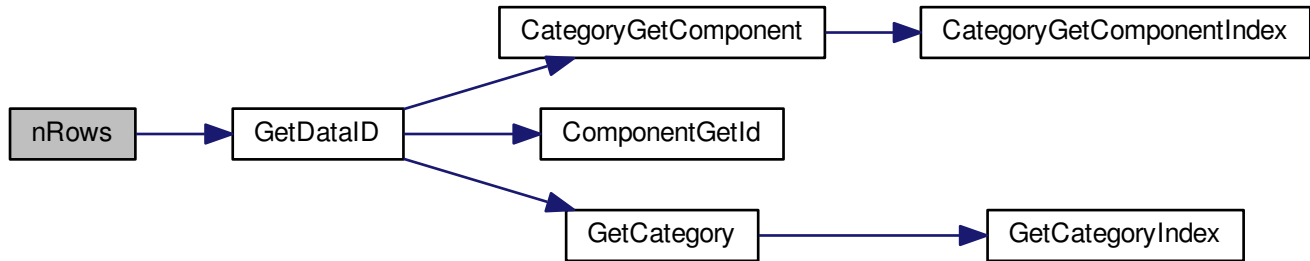 nRows
GetDataID
CategoryGetComponent
CategoryGetComponentIndex
ComponentGetId
GetCategory
GetCategoryIndex